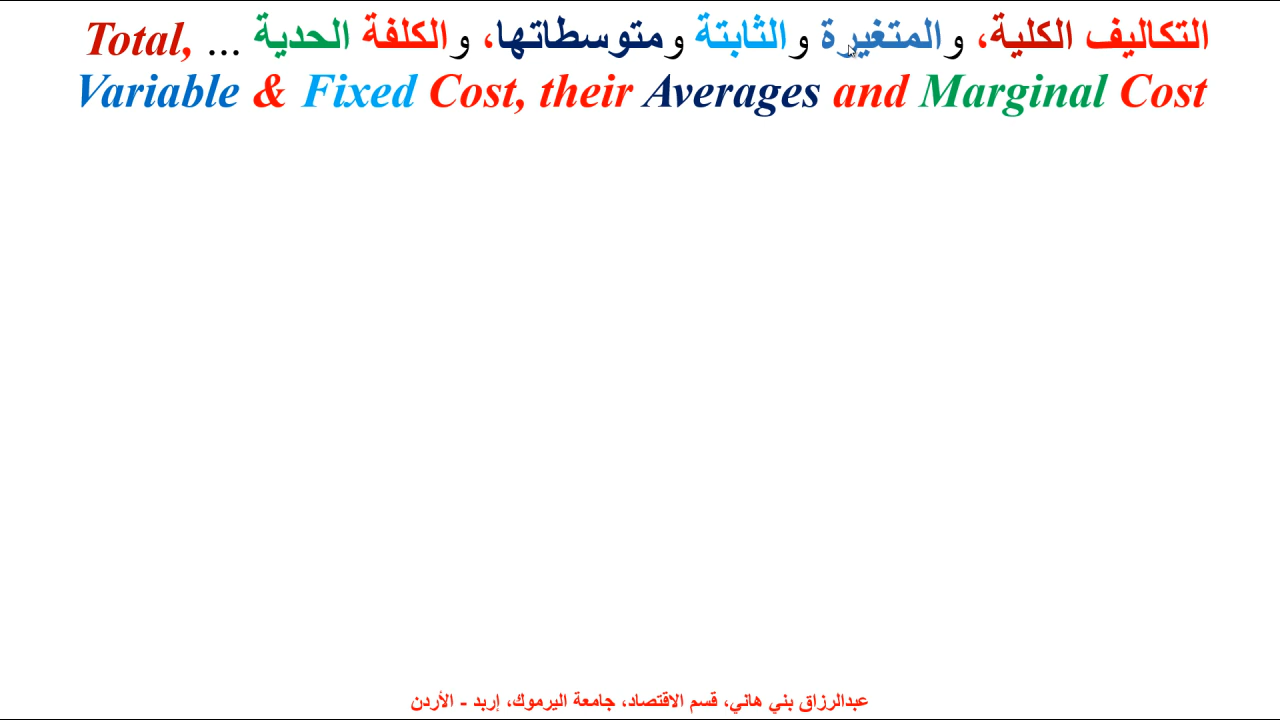 التكاليف الكلية، والمتغيرة والثابتة ومتوسطاتها، والكلفة الحدية ... Total,
Variable & Fixed Cost, their Averages and Marginal Cost
عبدالرزاق بني هاني، قسم الاقتصاد، جامعة اليرموك، إربد - الأردن